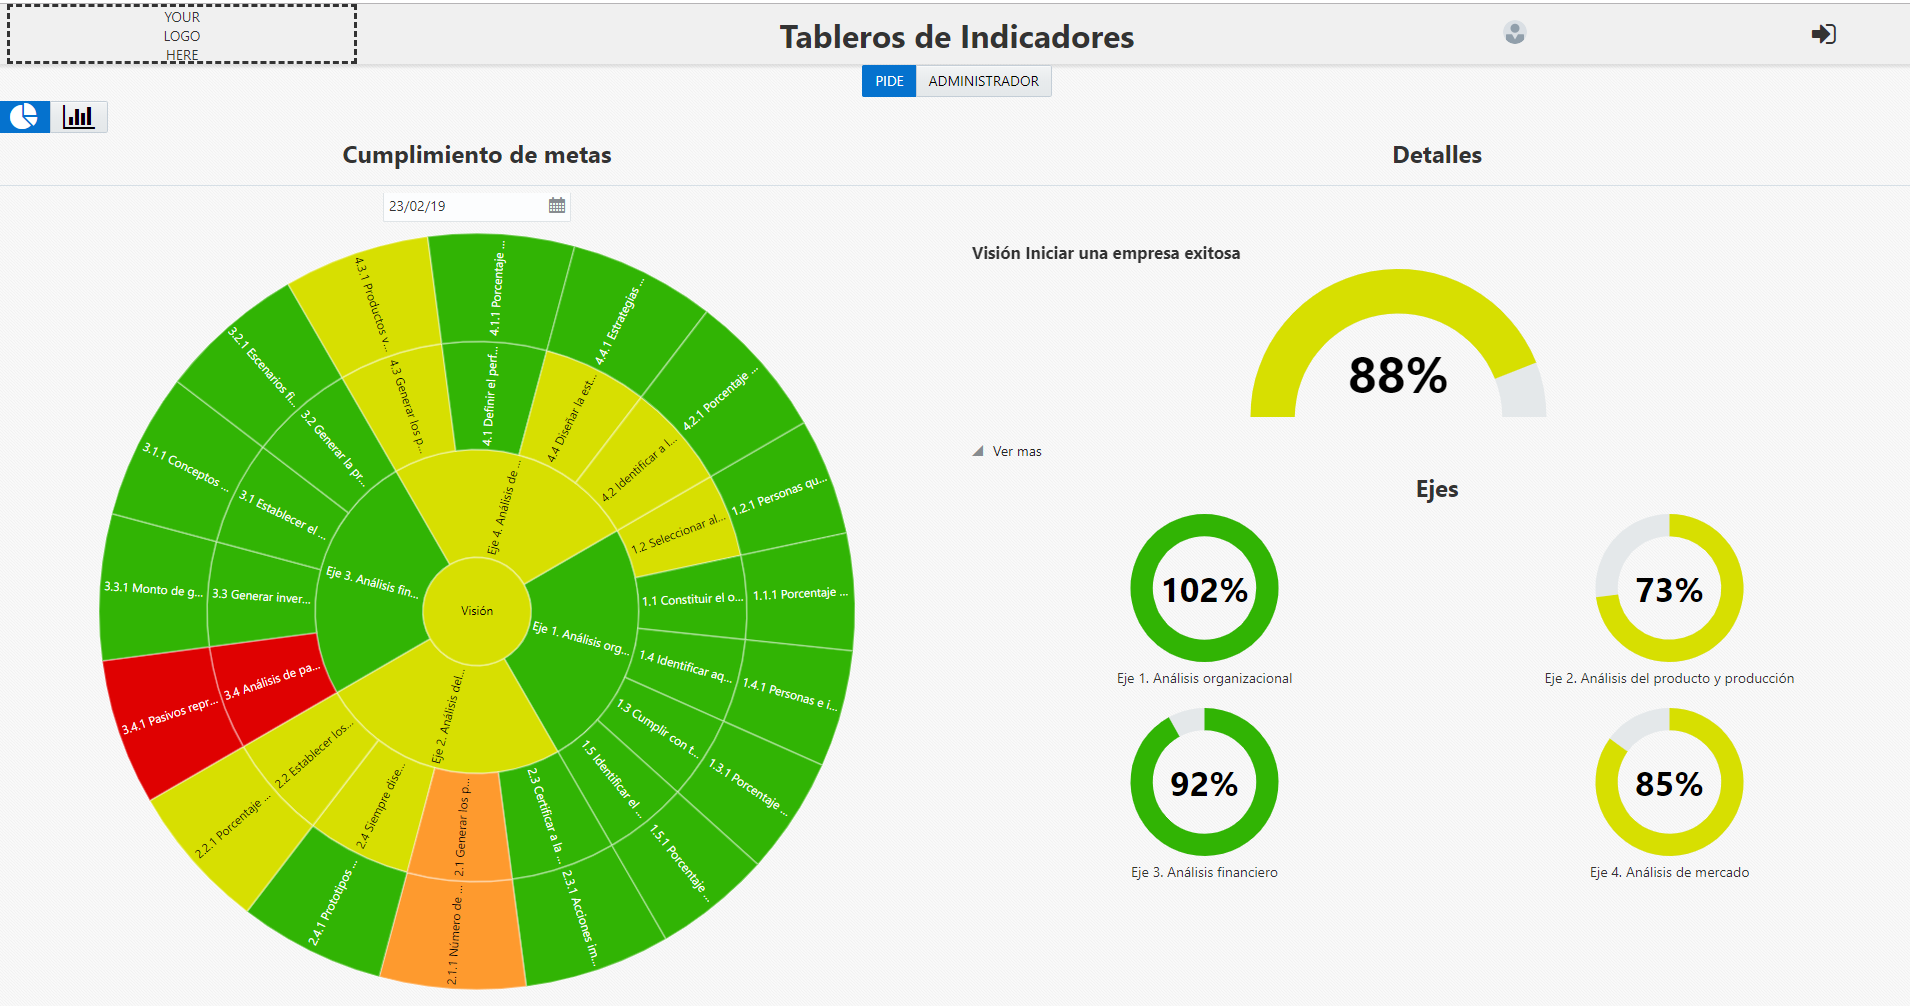 YOUR
LOGO
HERE
Tableros de Indicadores
PIDE
ADMINISTRADOR
Cumplimiento de metas
Detalles
23/02/19
Visión Iniciar una empresa exitosa
88%
Ver mas
Ejes
102%
Eje 1. Análisis organizacional
73%
Eje 2. Análisis del producto y producción
92%
Eje 3. Análisis financiero
85%
Eje 4. Análisis de mercado
Visión
Eje 4. Análisis de ...
Eje 1. Análisis org...
Eje 2. Análisis del...
Eje 3. Análisis fin...
4.1 Definir el perf...
4.1.1 Porcentaje ...
4.4 Diseñar la est...
4.4.1 Estrategias ...
4.2 Identificar a l...
4.2.1 Porcentaje ...
1.2 Seleccionar al...
1.2.1 Personas qu...
1.1 Constituir el o...
1.1.1 Porcentaje ...
1.4 Identificar aq...
1.4.1 Personas e i...
1.3 Cumplir con t...
1.3.1 Porcentaje ...
1.5 Identificar el ...
1.5.1 Porcentaje ...
2.3 Certificar a la ...
2.3.1 Acciones im...
2.1 Generar los p...
2.1.1 Número de ...
2.4 Siempre dise...
2.4.1 Prototipos ...
2.2 Establecer los...
2.2.1 Porcentaje ...
3.4 Análisis de pa...
3.4.1 Pasivos repr...
3.3 Generar inver...
3.3.1 Monto de g...
3.1 Establecer el ...
3.1.1 Conceptos ...
3.2 Generar la pr...
3.2.1 Escenarios fi...
4.3 Generar los p...
4.3.1 Productos v...